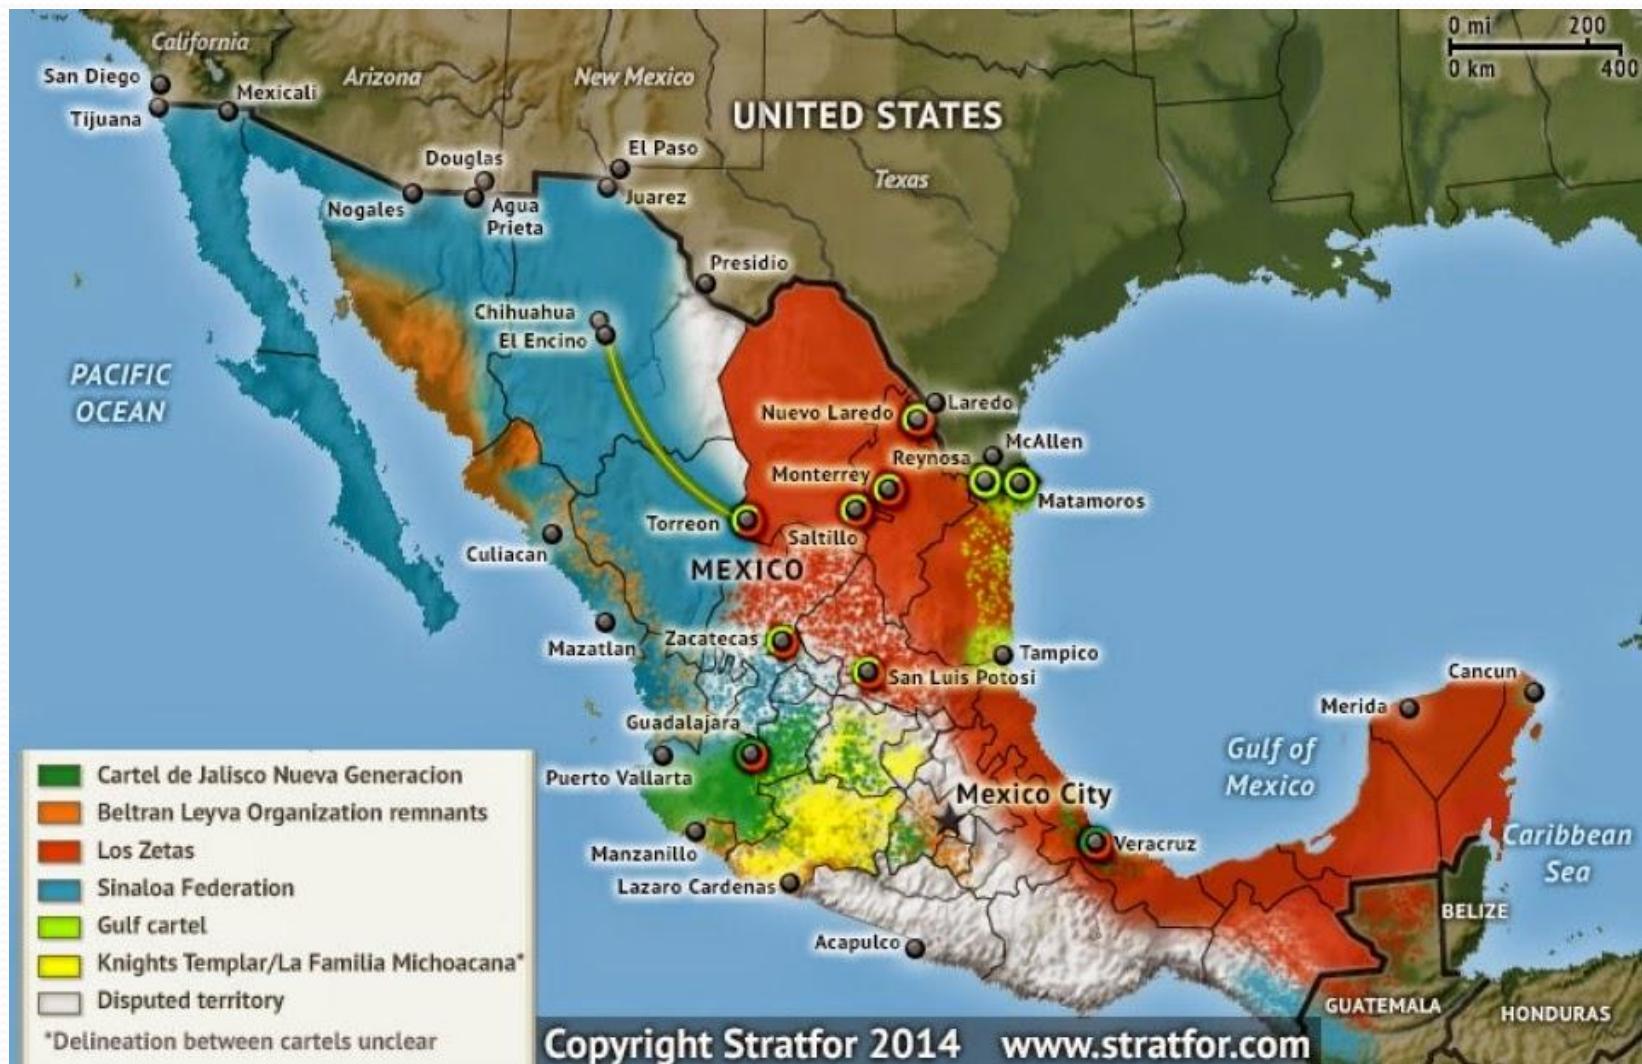 California
San Diego
Tijuana
Mexicali
Arizona
New Mexico
0 mi 200
0 km 400
UNITED STATES
Douglas
El Paso
Texas
Nogales
Agua
Prieta
Juarez
Presidio
Chihuahua
El Encino
PACIFIC
OCEAN
Nuevo Laredo
Laredo
McAllen
Reynosa
Monterrey
Matamoros
Torreon
Saltillo
Culiacan
MEXICO
Mazatlan
Zacatecas
Tampico
San Luis Potosi
Cancun
Merida
Guadalajara
Puerto Vallarta
Gulf of
Mexico
Mexico City
Manzanillo
Veracruz
Caribbean
Sea
Lazaro Cardenas
BELIZE
Acapulco
GUATEMALA
HONDURAS
Cartel de Jalisco Nueva Generacion
Beltran Leyva Organization remnants
Los Zetas
Sinaloa Federation
Gulf cartel
Knights Templar/La Familia Michoacana*
Disputed territory
*Delineation between cartels unclear
Copyright Stratfor 2014 www.stratfor.com